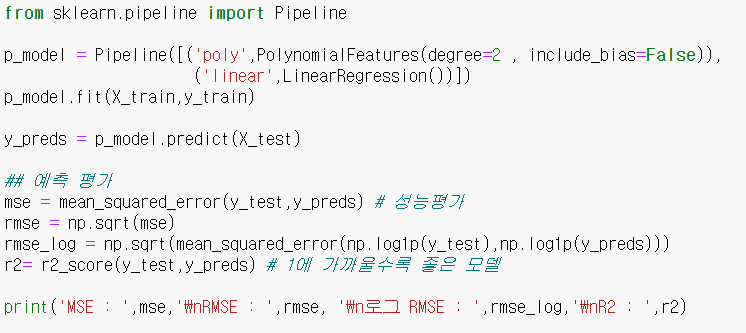 from sklearn.pipeline import Pipeline
p_model = Pipeline([('poly',PolynomialFeatures(degree=2 , include_bias=False)),
('linear',LinearRegression())])
p_model.fit(X_train,y_train)
y_preds = p_model.predict(X_test)
## 예측 평가
mse = mean_squared_error(y_test,y_preds) # 성능평가
rmse = np.sqrt(mse)
rmse_log = np.sqrt(mean_squared_error(np.log1p(y_test),np.log1p(y_preds)))
r2= r2_score(y_test,y_preds) # 1에 가까울수록 좋은 모델
print('MSE : ',mse,'₩nRMSE : ',rmse, '₩n로그 RMSE : ',rmse_log,'₩nR2 : ',r2)